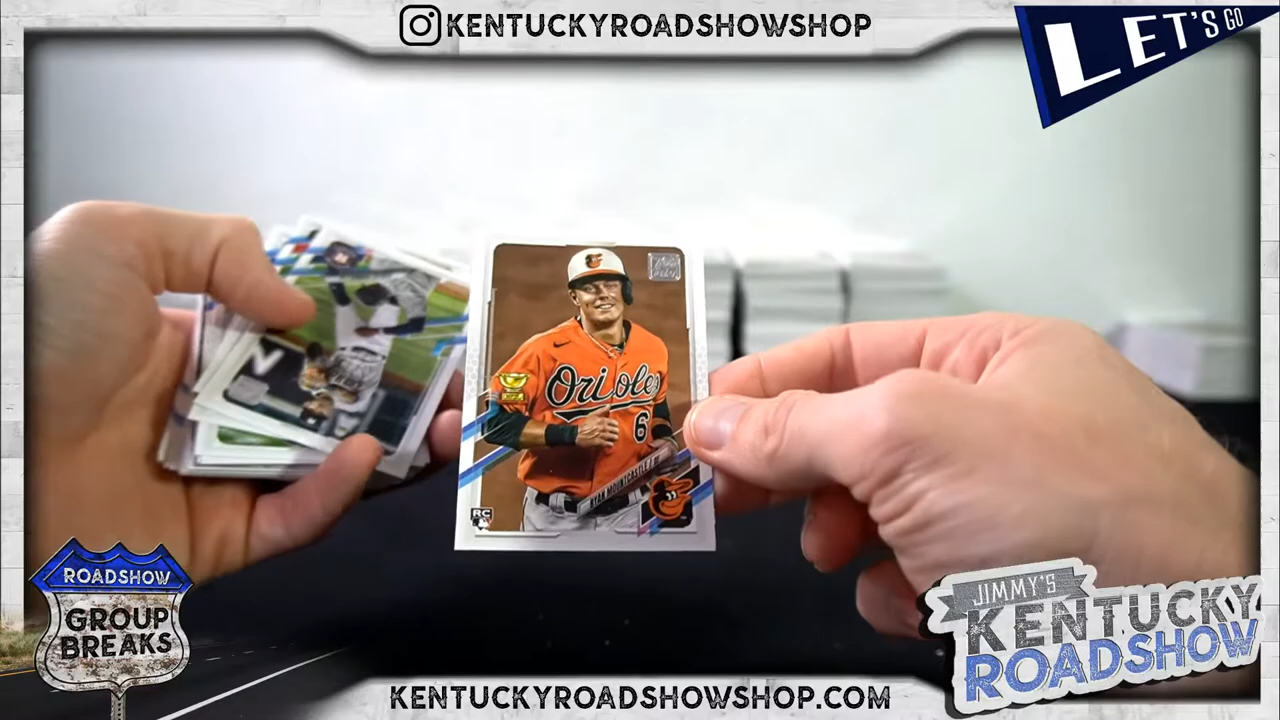 KENTUCKYROADSHOWSHOP
LET'S GO
Orioles
6
RYAN MOUNTCASTLE
RC
ROADSHOW
GROUP
BREAKS
JIMMY'S
KENTUCKY
ROADSHOW
KENTUCKYROADSHOWSHOP.COM